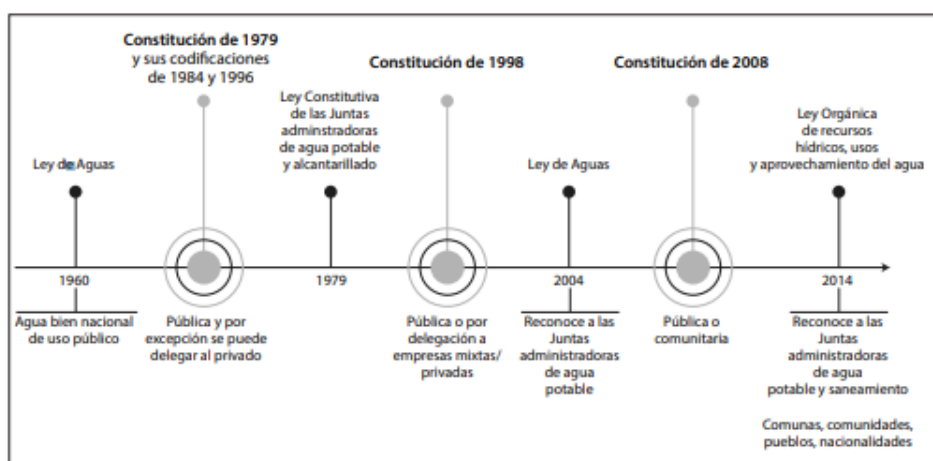 Constitución de 1979
y sus codificaciones
de 1984 y 1996
Constitución de 1998
Constitución de 2008
Ley de Aguas
Ley Constitutiva
de las Juntas
adminstradoras
de agua potable
y alcantarillado
Ley de Aguas
Ley Orgánica
de recursos
hídricos, usos
y aprovechamiento del agua
1960
1979
2004
2014
Agua bien nacional
de uso público
Pública y por
excepción se puede
delegar al privado
Pública o por
delegación a
empresas mixtas/
privadas
Reconoce a las
Juntas
administradoras
de agua
potable
Pública o
comunitaria
Reconoce a las
Juntas
administradoras
de agua
potable y saneamiento
Comunas, comunidades,
pueblos, nacionalidades